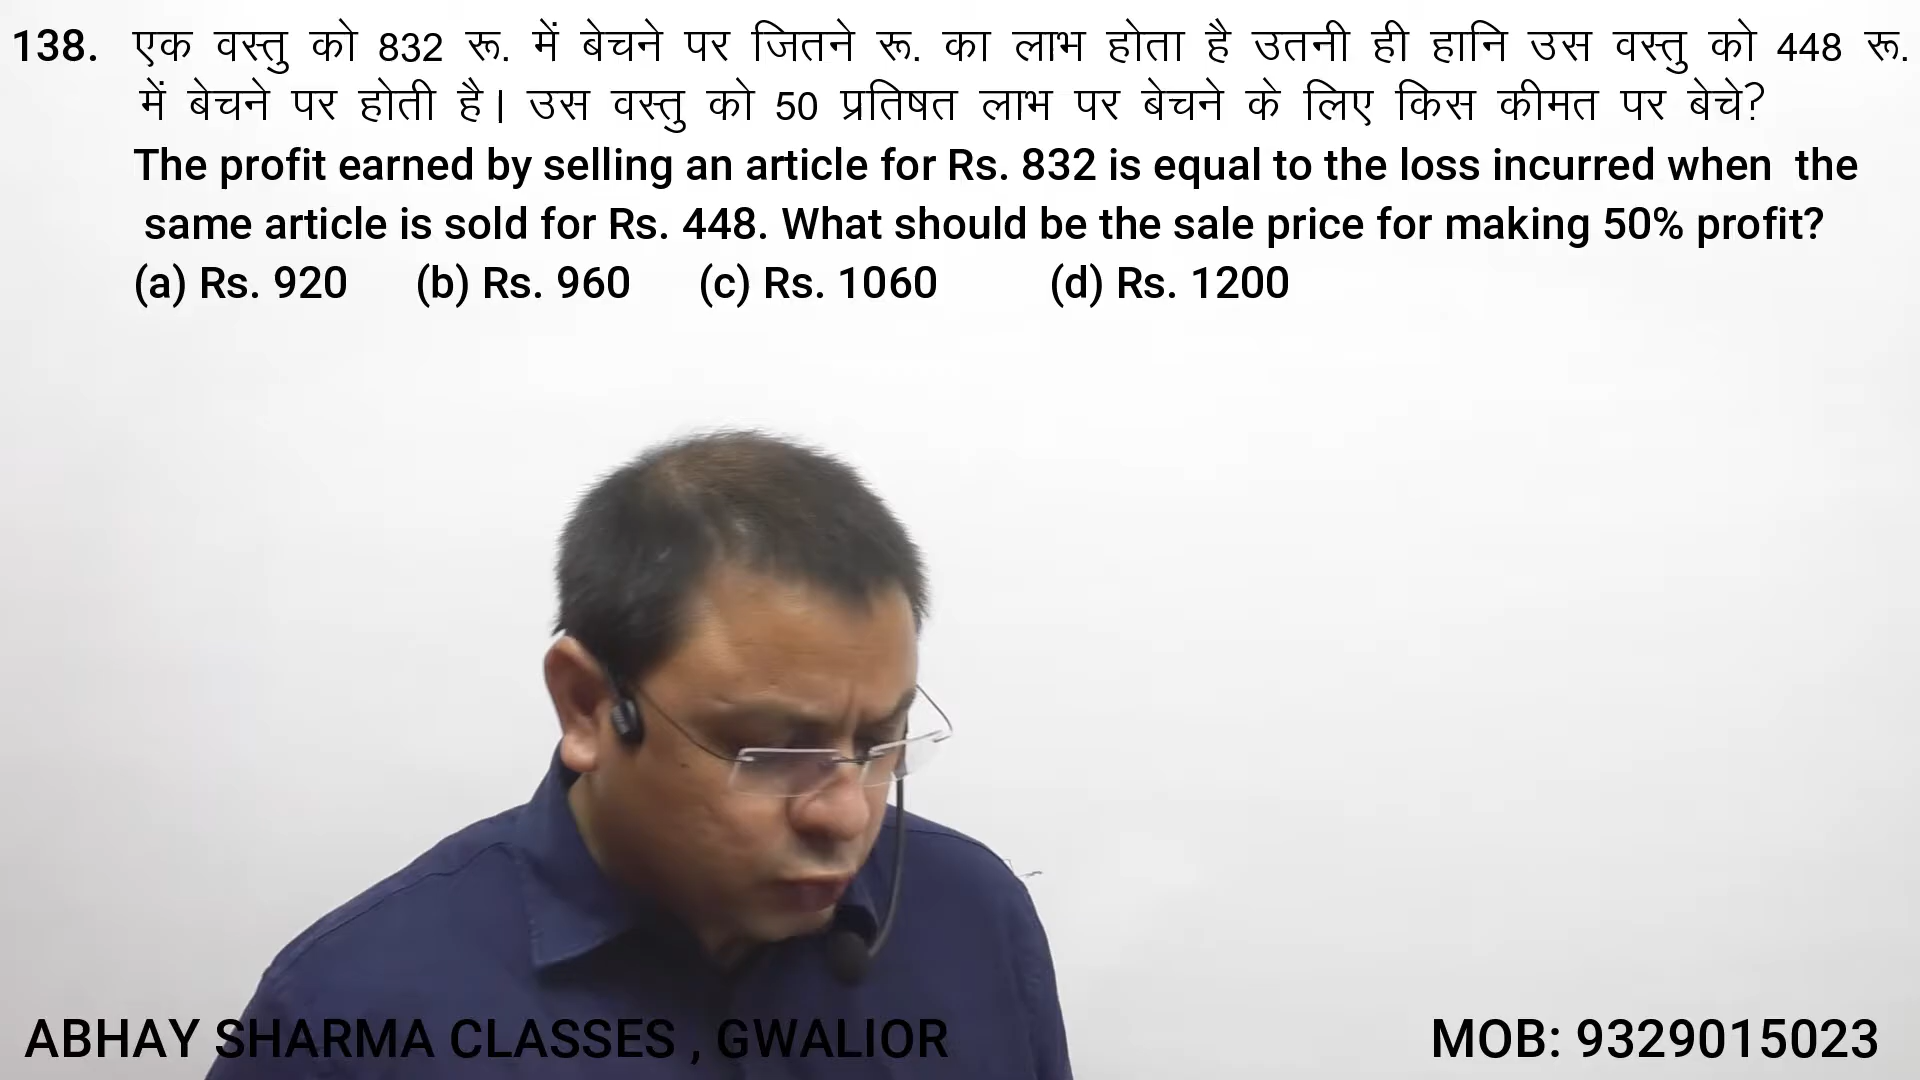 138. एक वस्तु को 832 रू. में बेचने पर जितने रू. का लाभ होता है उतनी ही हानि उस वस्तु को 448 रू.
में बेचने पर होती है। उस वस्तु को 50 प्रतिषत लाभ पर बेचने के लिए किस कीमत पर बेचे?
The profit earned by selling an article for Rs. 832 is equal to the loss incurred when the
same article is sold for Rs. 448. What should be the sale price for making 50% profit?
(a) Rs. 920 (b) Rs. 960 (c) Rs. 1060 (d) Rs. 1200
ABHAY SHARMA CLASSES , GWALIOR MOB: 9329015023